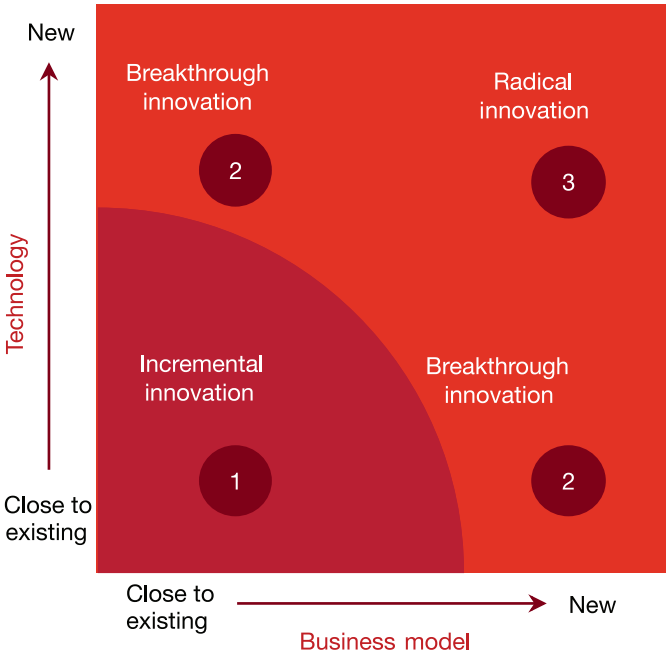 New
Breakthrough
innovation
2
Radical
innovation
3
Technology
Incremental
innovation
1
Breakthrough
innovation
2
Close to
existing
Close to
existing
New
Business model